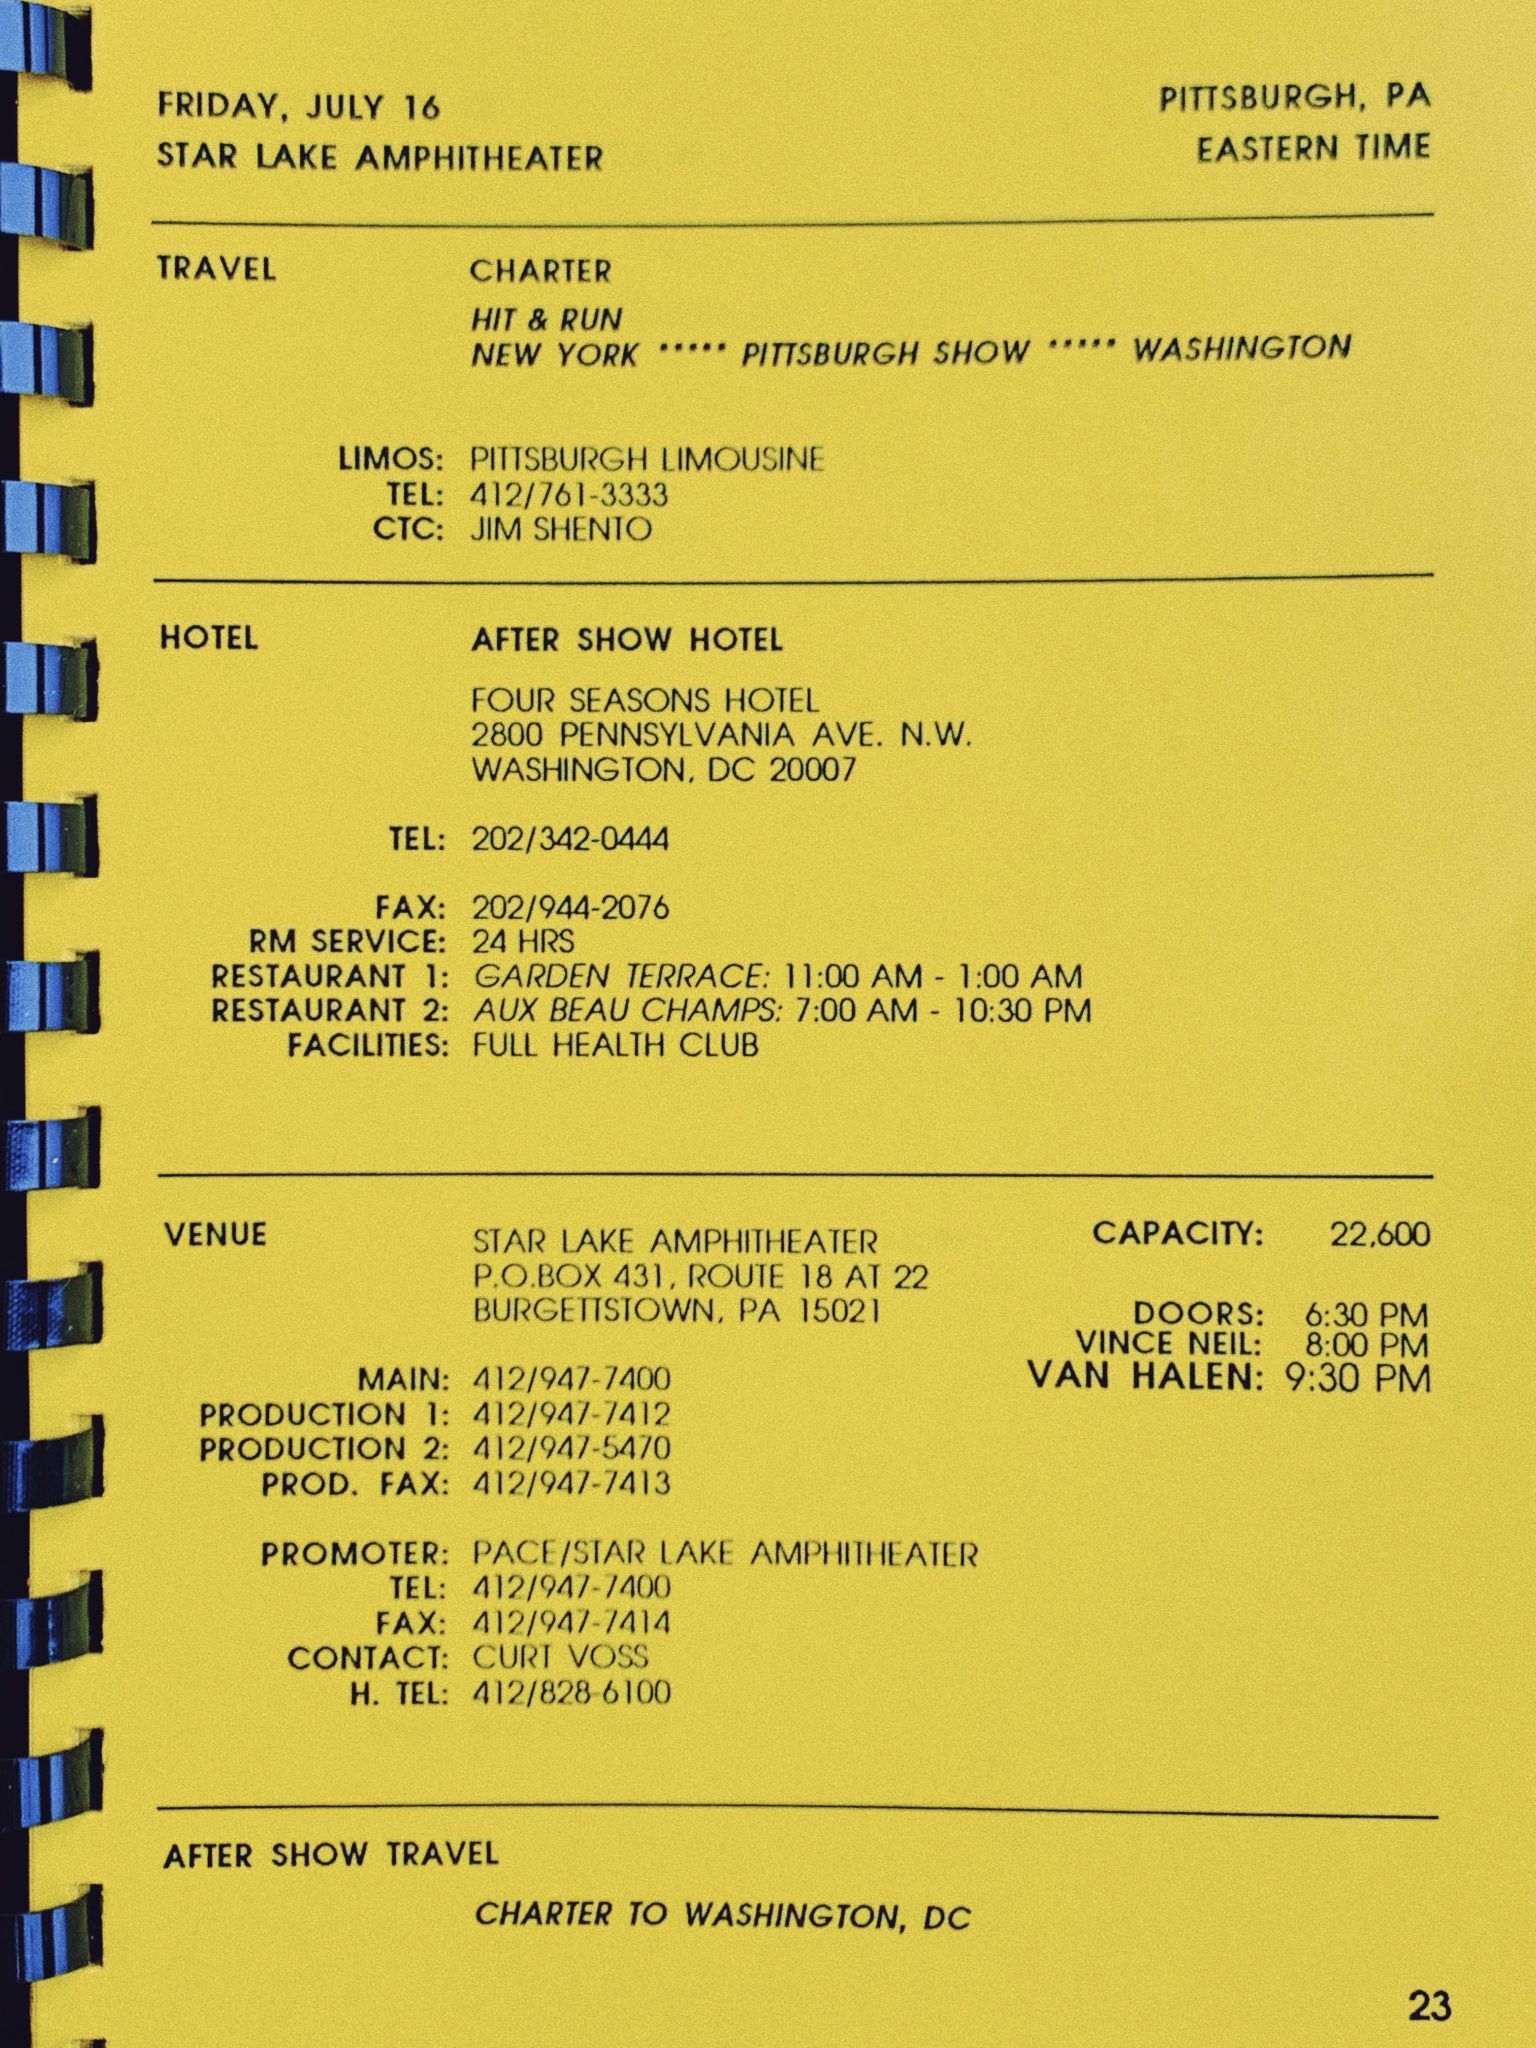 FRIDAY, JULY 16
PITTSBURGH, PA
STAR LAKE AMPHITHEATER
EASTERN TIME
TRAVEL
CHARTER
HIT & RUN
NEW YORK ***** PITTSBURGH SHOW ***** WASHINGTON
LIMOS: PITTSBURGH LIMOUSINE
TEL: 412/761-3333
CTC: JIM SHENTO
HOTEL
AFTER SHOW HOTEL
FOUR SEASONS HOTEL
2800 PENNSYLVANIA AVE. N.W.
WASHINGTON, DC 20007
TEL: 202/342-0444
FAX: 202/944-2076
RM SERVICE: 24 HRS
RESTAURANT 1: GARDEN TERRACE: 11:00 AM - 1:00 AM
RESTAURANT 2: AUX BEAU CHAMPS: 7:00 AM - 10:30 PM
FACILITIES: FULL HEALTH CLUB
VENUE
STAR LAKE AMPHITHEATER
P.O.BOX 431, ROUTE 18 AT 22
BURGETTSTOWN, PA 15021
CAPACITY: 22,600
DOORS: 6:30 PM
VINCE NEIL: 8:00 PM
VAN HALEN: 9:30 PM
MAIN: 412/947-7400
PRODUCTION 1: 412/947-7412
PRODUCTION 2: 412/947-5470
PROD. FAX: 412/947-7413
PROMOTER: PACE/STAR LAKE AMPHITHEATER
TEL: 412/947-7400
FAX: 412/947-7414
CONTACT: CURT VOSS
H. TEL: 412/828-6100
AFTER SHOW TRAVEL
CHARTER TO WASHINGTON, DC
23